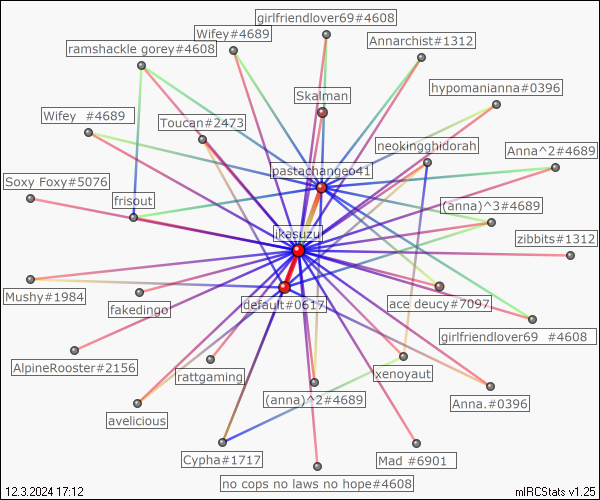 girlfriendlover69#4608
Wifey#4689
Annarchist#1312
ramshackle gorey#4608
hypomanianna#0396
Skalman
Wifey  #4689
Toucan#2473
neokingghidorah
Anna^2#4689
pastachangeo41
Soxy Foxy#5076
frisout
(anna)^3#4689
ikasuzu
zibbits#1312
Mushy#1984
fakedingo
default#0617
ace deucy#7097
girlfriendlover69  #4608
AlpineRooster#2156
rattgaming
xenoyaut
(anna)^2#4689
Anna.#0396
avelicious
Cypha#1717
Mad #6901
no cops no laws no hope#4608
12.3.2024 17:12
mIRCStats v1.25